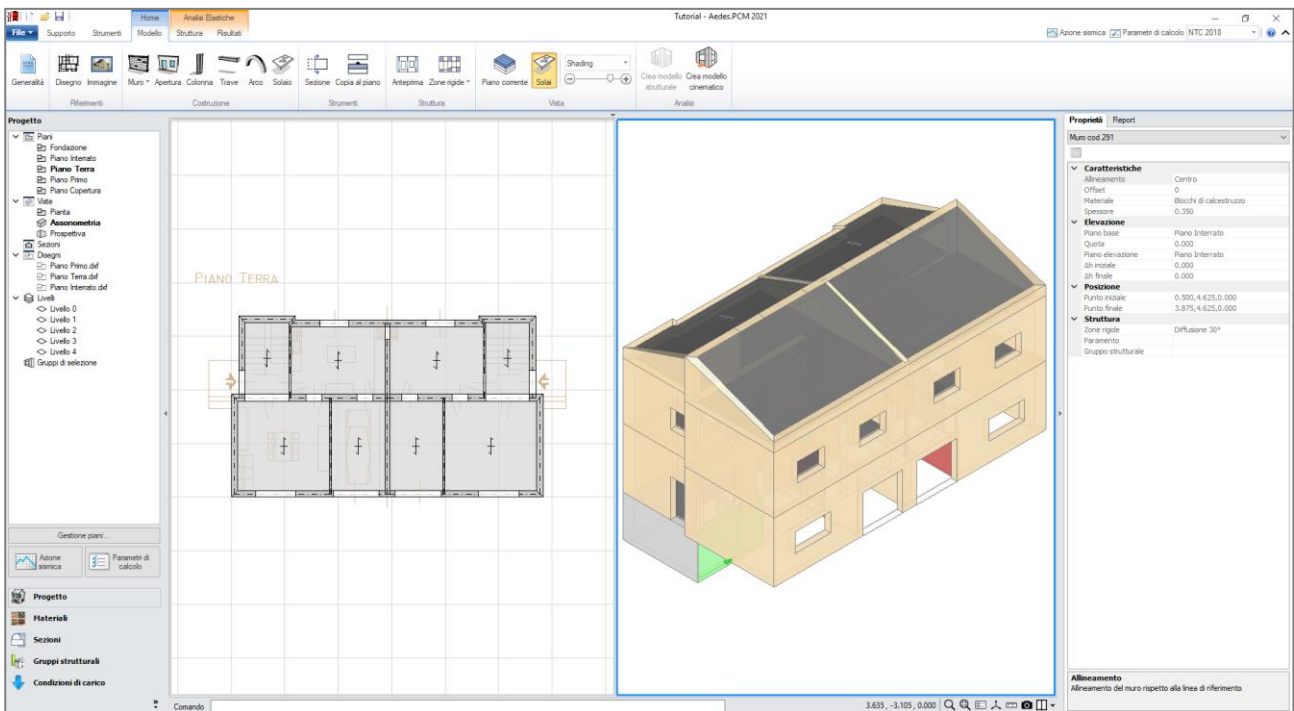 Tutorial - Aedes.PCM 2021
Home Analisi Elastiche
File Supporto Strumenti Modello Struttura Risultati
Azione sismica Parametri di calcolo NTC 2018
Generalità Disegno Immagine Muro Apertura Colonna Trave Arco Solaio Sezione Copia al piano Anteprima Zone rigide Piano corrente Solai Shading
Crea modello strutturale Crea modello cinematico
Riferimenti Costruzione Strumenti Struttura Vista Analisi
Progetto
Piani
Fondazione
Piano Interrato
Piano Terra
Piano Primo
Piano Copertura
Viste
Pianta
Assonometria
Prospettiva
Sezioni
Disegni
Piano Primo.dxf
Piano Terra.dxf
Piano Interrato.dxf
Livelli
Livello 0
Livello 1
Livello 2
Livello 3
Livello 4
Gruppi di selezione
Gestione piani...
Azione sismica
Parametri di calcolo
Progetto
Materiali
Sezioni
Gruppi strutturali
Condizioni di carico
PIANO TERRA
Comando
3.635, -3.105, 0.000
Proprietà Report
Muro cod.291
Caratteristiche
Allineamento Centro
Offset 0
Materiale Blocchi di calcestruzzo
Spessore 0.350
Elevazione
Piano base Piano Interrato
Quota 0.000
Piano elevazione Piano Interrato
Δh iniziale 0.000
Δh finale 0.000
Posizione
Punto iniziale 0.500,4.625,0.000
Punto finale 3.875,4.625,0.000
Struttura
Zone rigide Diffusione 30°
Paramento
Gruppo strutturale
Allineamento
Allineamento del muro rispetto alla linea di riferimento